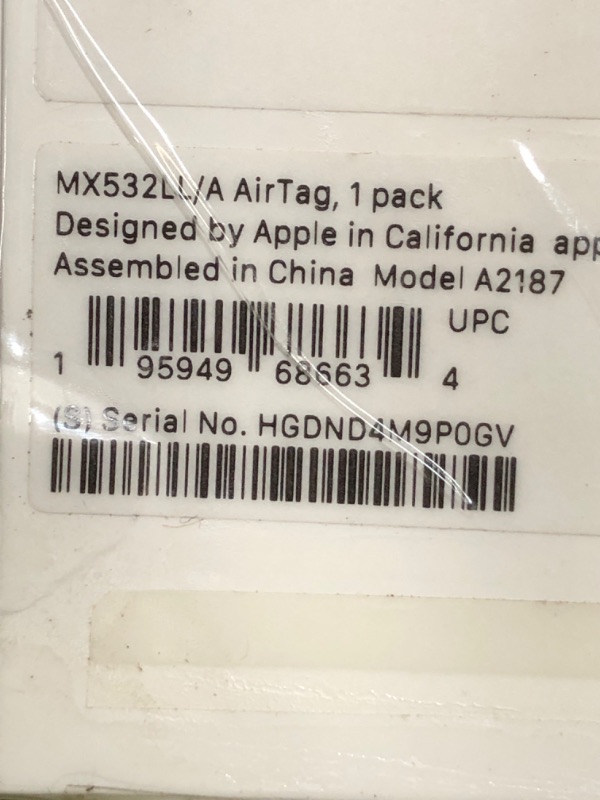 MX532LL/A AirTag, 1 pack
Designed by Apple in California app
Assembled in China Model A2187
UPC
1 95949 68663 4
(S) Serial No. HGDND4M9P0GV